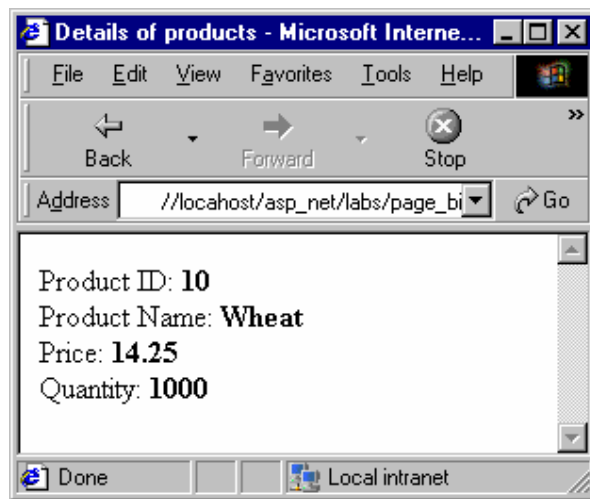 Details of products - Microsoft Interne...
File Edit View Favorites Tools Help
Back Forward Stop »
Address //locahost/asp_net/labs/page_bi Go
Product ID: 10
Product Name: Wheat
Price: 14.25
Quantity: 1000
Done Local intranet